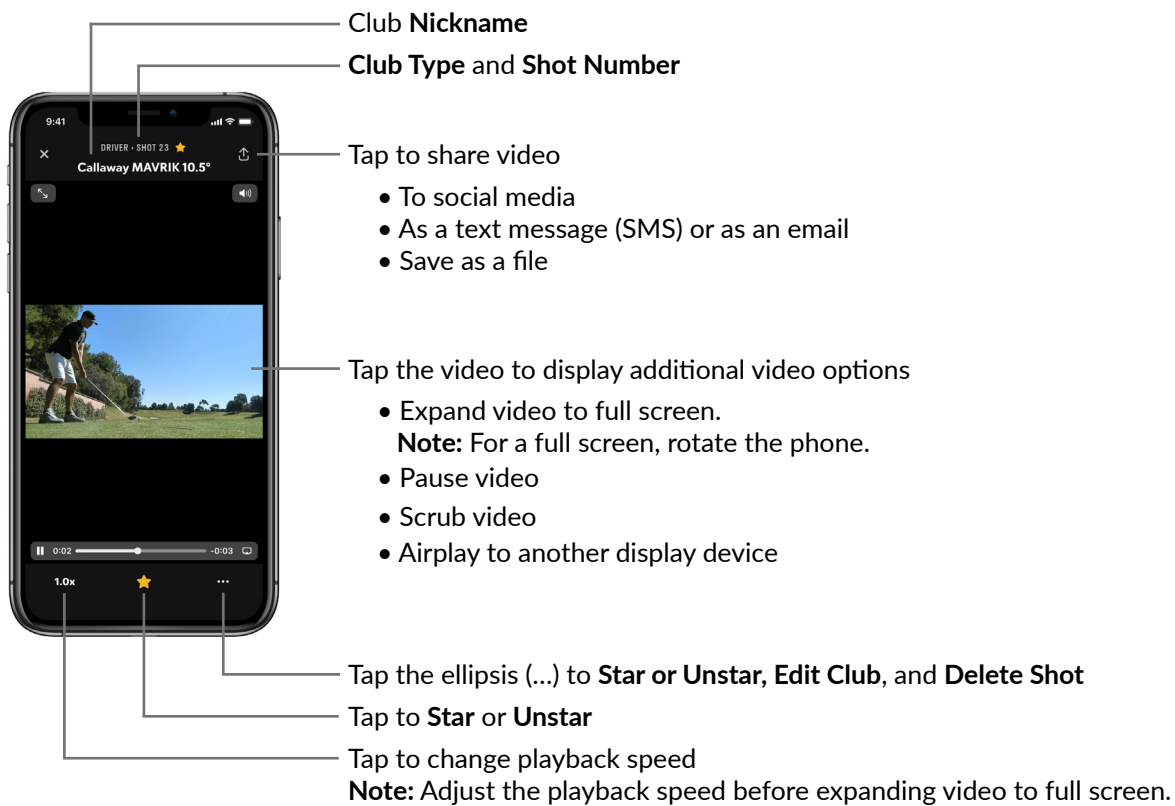 Club Nickname
Club Type and Shot Number
9:41
DRIVER • SHOT 23
Callaway MAVRIK 10.5°
Tap to share video
• To social media
• As a text message (SMS) or as an email
• Save as a file
Tap the video to display additional video options
• Expand video to full screen.
Note: For a full screen, rotate the phone.
• Pause video
• Scrub video
• Airplay to another display device
0:02
-0:03
1.0x
Tap the ellipsis (...) to Star or Unstar, Edit Club, and Delete Shot
Tap to Star or Unstar
Tap to change playback speed
Note: Adjust the playback speed before expanding video to full screen.